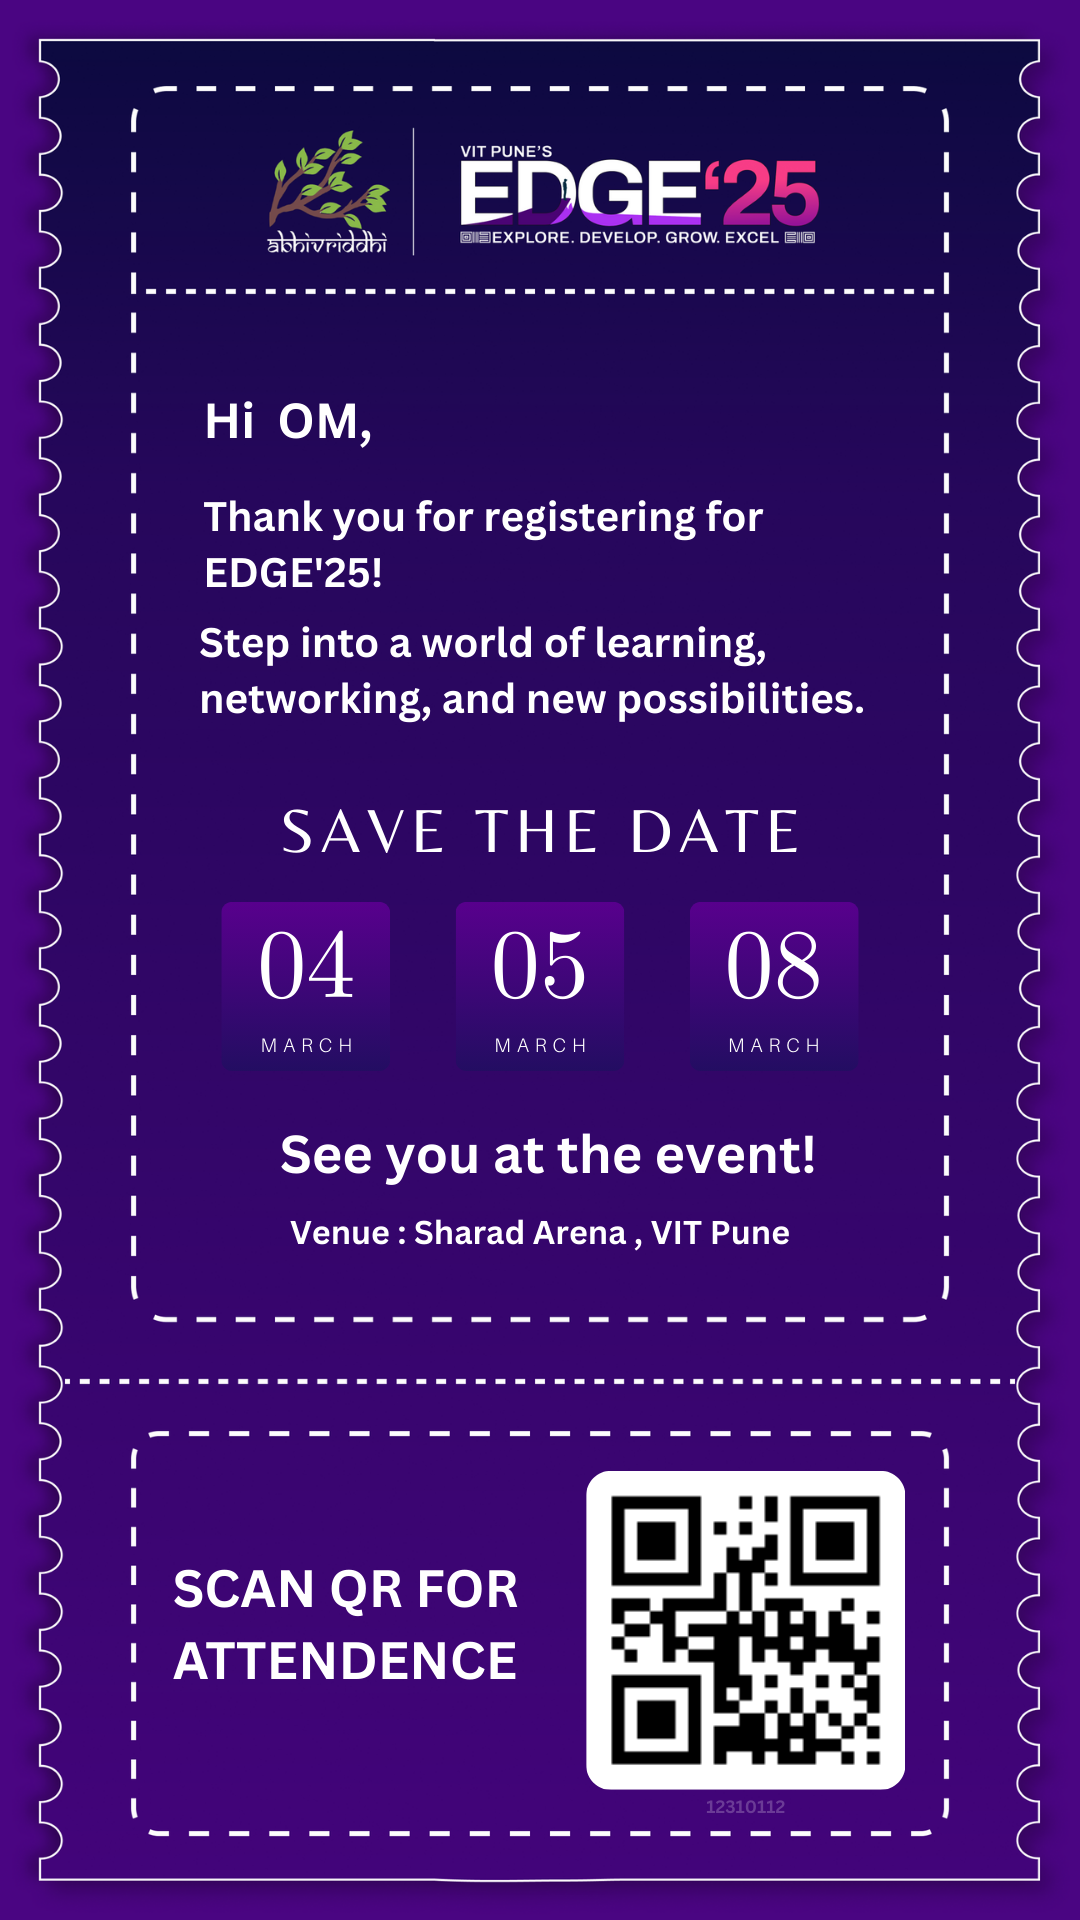 abhivriddhi
VIT PUNE'S
EDGE‘25
EXPLORE. DEVELOP. GROW. EXCEL
Hi OM,
Thank you for registering for
EDGE'25!
Step into a world of learning,
networking, and new possibilities.
SAVE THE DATE
04 05 08
MARCH MARCH MARCH
See you at the event!
Venue : Sharad Arena , VIT Pune
SCAN QR FOR
ATTENDENCE
12310112